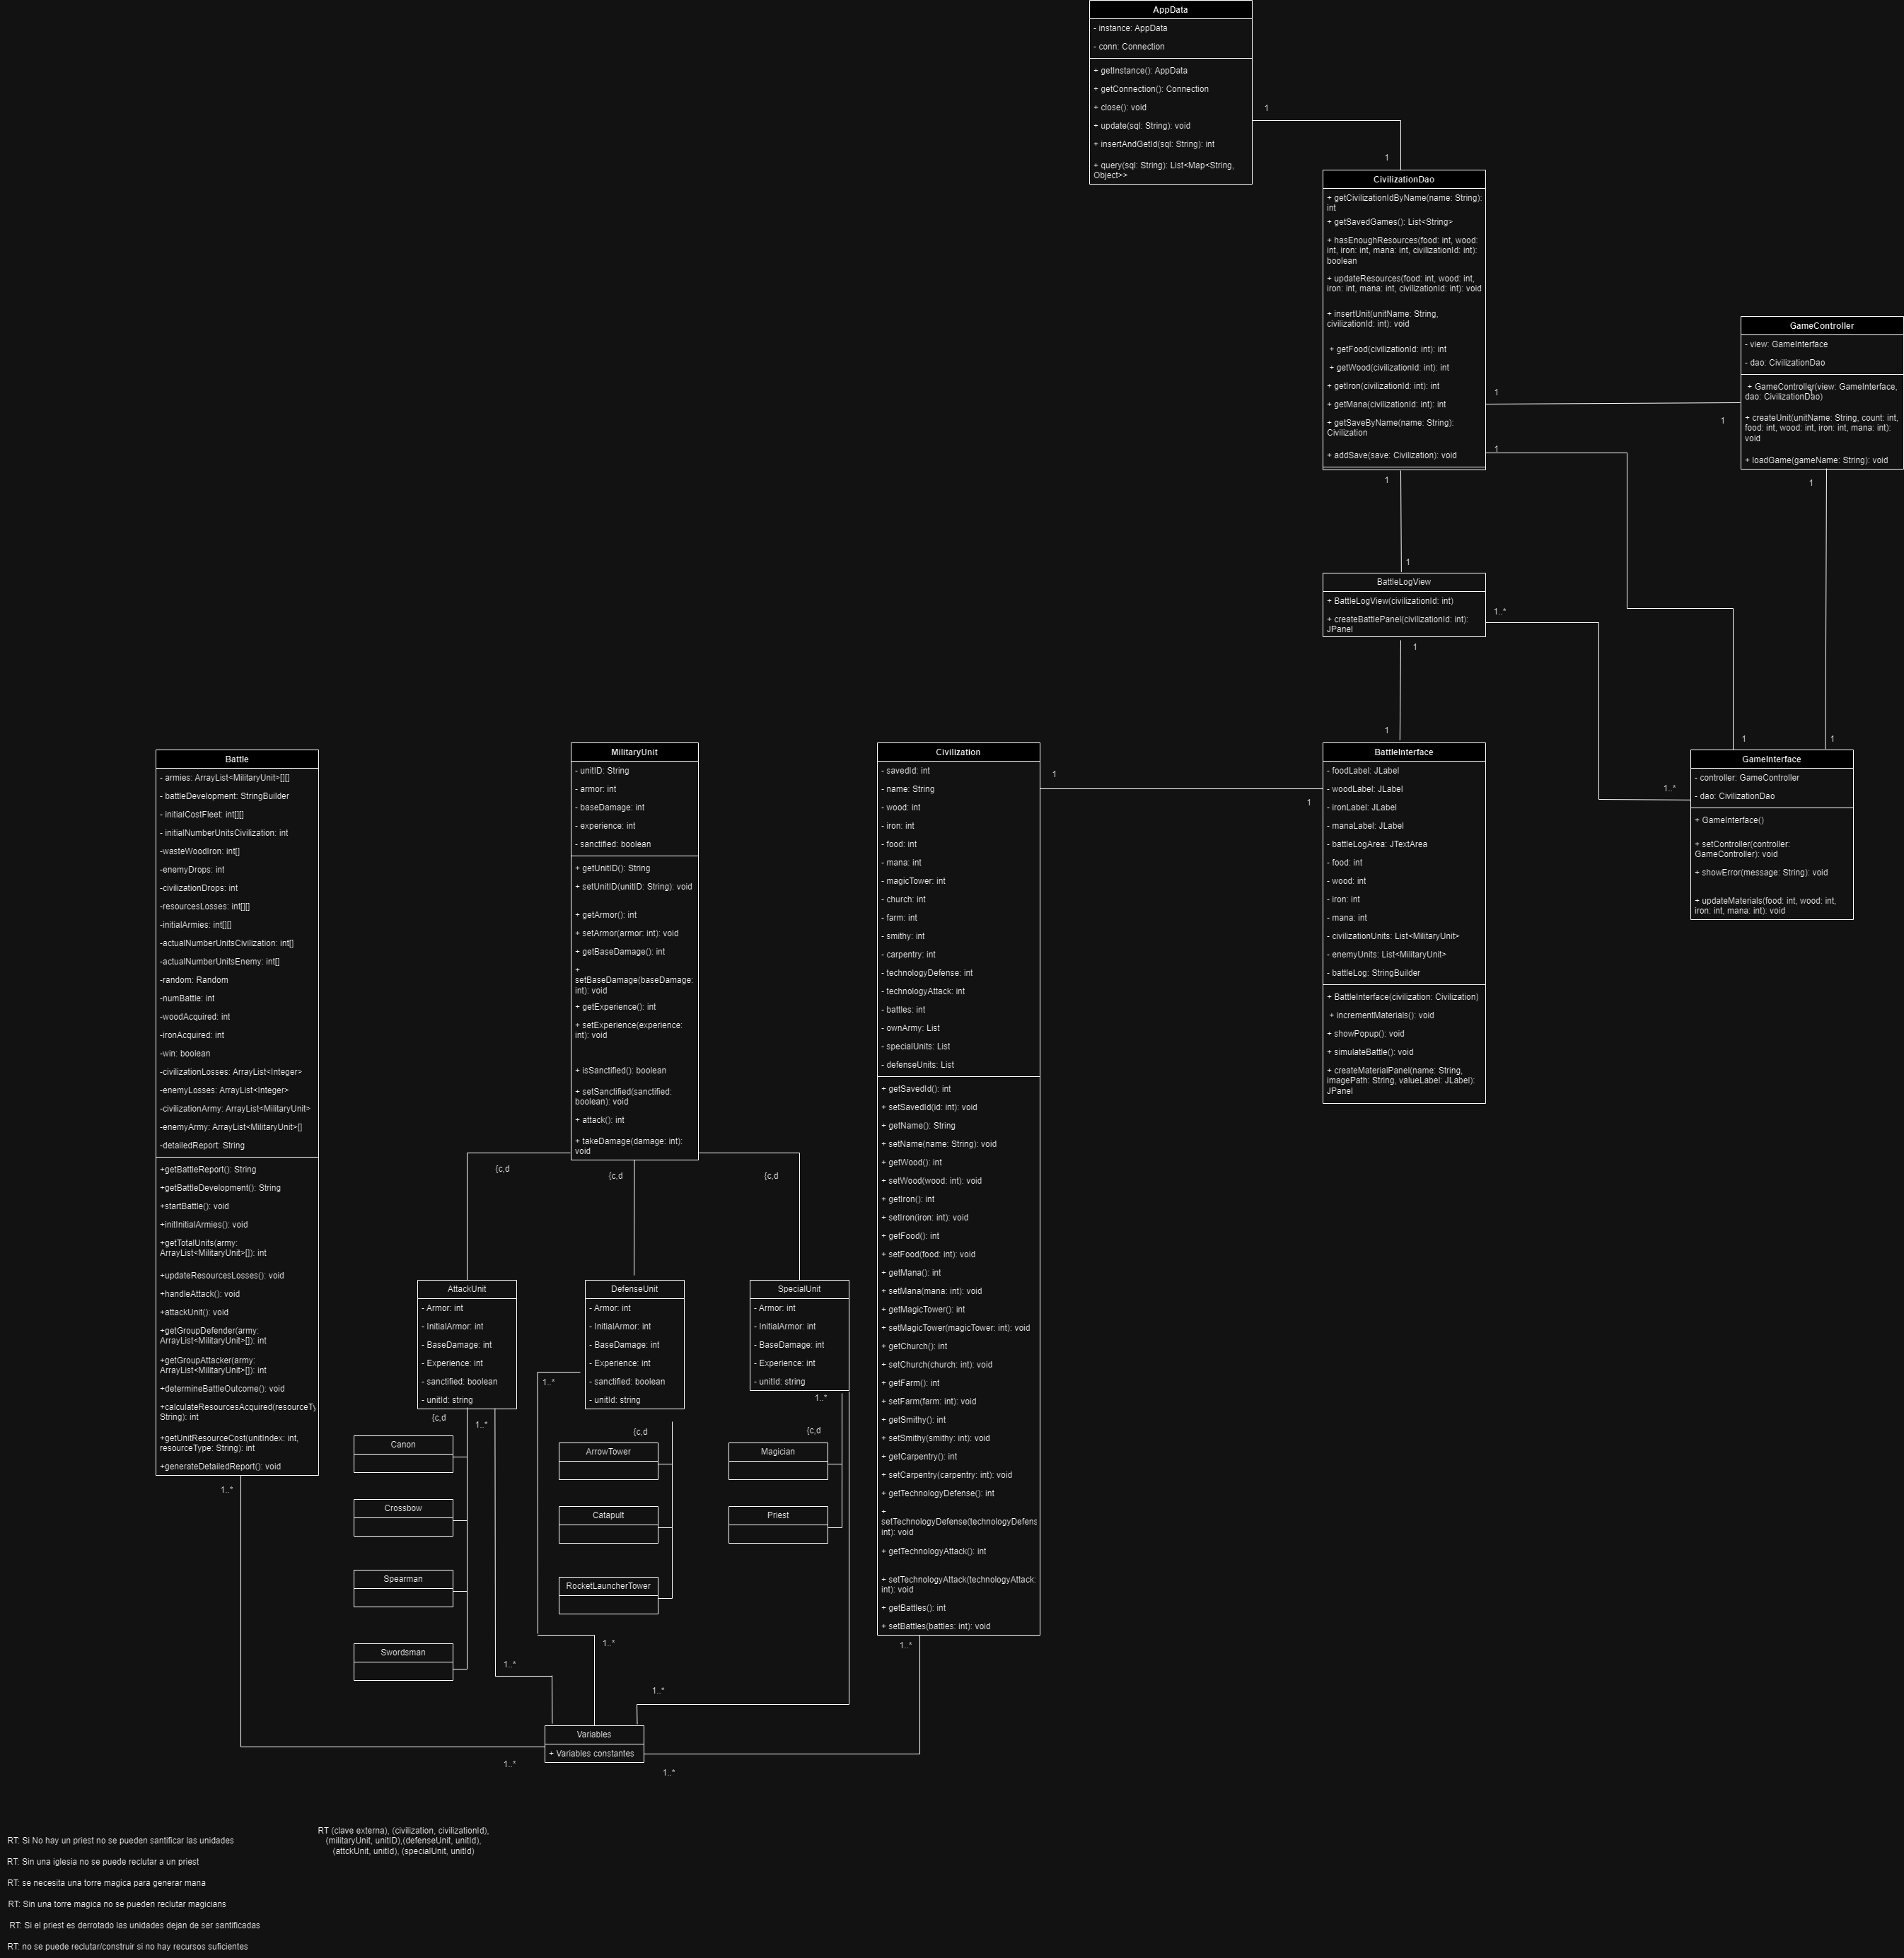 AppData
- instance: AppData
- conn: Connection
+ getInstance(): AppData
+ getConnection(): Connection
+ close(): void
+ update(sql: String): void
+ insertAndGetId(sql: String): int
+ query(sql: String): List<Map<String,
Object>>
1
1
CivilizationDao
+ getCivilizationIdByName(name: String):
int
+ getSavedGames(): List<String>
+ hasEnoughResources(food: int, wood:
int, iron: int, mana: int, civilizationId: int):
boolean
+ updateResources(food: int, wood: int,
iron: int, mana: int, civilizationId: int): void
+ insertUnit(unitName: String,
civilizationId: int): void
+ getFood(civilizationId: int): int
+ getWood(civilizationId: int): int
+ getIron(civilizationId: int): int
+ getMana(civilizationId: int): int
+ getSaveByName(name: String):
Civilization
+ addSave(save: Civilization): void
1
1
1
1
GameController
- view: GameInterface
- dao: CivilizationDao
+ GameController(view: GameInterface,
dao: CivilizationDao)
+ createUnit(unitName: String, count: int,
food: int, wood: int, iron: int, mana: int):
void
+ loadGame(gameName: String): void
1
1
BattleLogView
+ BattleLogView(civilizationId: int)
+ createBattlePanel(civilizationId: int):
JPanel
1..*
1
1
1
1
1..*
Battle
- armies: ArrayList<MilitaryUnit>[][]
- battleDevelopment: StringBuilder
- initialCostFleet: int[][]
- initialNumberUnitsCivilization: int
-wasteWoodIron: int[]
-enemyDrops: int
-civilizationDrops: int
-resourcesLosses: int[][]
-initialArmies: int[][]
-actualNumberUnitsCivilization: int[]
-actualNumberUnitsEnemy: int[]
-random: Random
-numBattle: int
-woodAcquired: int
-ironAcquired: int
-win: boolean
-civilizationLosses: ArrayList<Integer>
-enemyLosses: ArrayList<Integer>
-civilizationArmy: ArrayList<MilitaryUnit>
-enemyArmy: ArrayList<MilitaryUnit>[]
-detailedReport: String
+getBattleReport(): String
+getBattleDevelopment(): String
+startBattle(): void
+initInitialArmies(): void
+getTotalUnits(army:
ArrayList<MilitaryUnit>[]): int
+updateResourcesLosses(): void
+handleAttack(): void
+attackUnit(): void
+getGroupDefender(army:
ArrayList<MilitaryUnit>[]): int
+getGroupAttacker(army:
ArrayList<MilitaryUnit>[]): int
+determineBattleOutcome(): void
+calculateResourcesAcquired(resourceTy
String): int
+getUnitResourceCost(unitIndex: int,
resourceType: String): int
+generateDetailedReport(): void
1..*
MilitaryUnit
- unitID: String
- armor: int
- baseDamage: int
- experience: int
- sanctified: boolean
+ getUnitID(): String
+ setUnitID(unitID: String): void
+ getArmor(): int
+ setArmor(armor: int): void
+ getBaseDamage(): int
+
setBaseDamage(baseDamage:
int): void
+ getExperience(): int
+ setExperience(experience:
int): void
+ isSanctified(): boolean
+ setSanctified(sanctified:
boolean): void
+ attack(): int
+ takeDamage(damage: int):
void
{c,d
{c,d
{c,d
Civilization
- savedId: int
- name: String
- wood: int
- iron: int
- food: int
- mana: int
- magicTower: int
- church: int
- farm: int
- smithy: int
- carpentry: int
- technologyDefense: int
- technologyAttack: int
- battles: int
- ownArmy: List
- specialUnits: List
- defenseUnits: List
+ getSavedId(): int
+ setSavedId(id: int): void
+ getName(): String
+ setName(name: String): void
+ getWood(): int
+ setWood(wood: int): void
+ getIron(): int
+ setIron(iron: int): void
+ getFood(): int
+ setFood(food: int): void
+ getMana(): int
+ setMana(mana: int): void
+ getMagicTower(): int
+ setMagicTower(magicTower: int): void
+ getChurch(): int
+ setChurch(church: int): void
+ getFarm(): int
+ setFarm(farm: int): void
+ getSmithy(): int
+ setSmithy(smithy: int): void
+ getCarpentry(): int
+ setCarpentry(carpentry: int): void
+ getTechnologyDefense(): int
+
setTechnologyDefense(technologyDefens
int): void
+ getTechnologyAttack(): int
+ setTechnologyAttack(technologyAttack:
int): void
+ getBattles(): int
+ setBattles(battles: int): void
1..*
1
1
BattleInterface
- foodLabel: JLabel
- woodLabel: JLabel
- ironLabel: JLabel
- manaLabel: JLabel
- battleLogArea: JTextArea
- food: int
- wood: int
- iron: int
- mana: int
- civilizationUnits: List<MilitaryUnit>
- enemyUnits: List<MilitaryUnit>
- battleLog: StringBuilder
+ BattleInterface(civilization: Civilization)
+ incrementMaterials(): void
+ showPopup(): void
+ simulateBattle(): void
+ createMaterialPanel(name: String,
imagePath: String, valueLabel: JLabel):
JPanel
GameInterface
- controller: GameController
- dao: CivilizationDao
+ GameInterface()
+ setController(controller:
GameController): void
+ showError(message: String): void
+ updateMaterials(food: int, wood: int,
iron: int, mana: int): void
AttackUnit
- Armor: int
- InitialArmor: int
- BaseDamage: int
- Experience: int
- sanctified: boolean
- unitId: string
{c,d
1..*
DefenseUnit
- Armor: int
- InitialArmor: int
- BaseDamage: int
- Experience: int
- sanctified: boolean
- unitId: string
1..*
{c,d
SpecialUnit
- Armor: int
- InitialArmor: int
- BaseDamage: int
- Experience: int
- unitId: string
1..*
{c,d
Canon
Crossbow
Spearman
Swordsman
ArrowTower
Catapult
RocketLauncherTower
Magician
Priest
1..*
1..*
1..*
Variables
+ Variables constantes
1..*
1..*
RT (clave externa), (civilization, civilizationId),
(militaryUnit, unitID),(defenseUnit, unitId),
(attckUnit, unitId), (specialUnit, unitId)
RT: Si No hay un priest no se pueden santificar las unidades
RT: Sin una iglesia no se puede reclutar a un priest
RT: se necesita una torre magica para generar mana
RT: Sin una torre magica no se pueden reclutar magicians
RT: Si el priest es derrotado las unidades dejan de ser santificadas
RT: no se puede reclutar/construir si no hay recursos suficientes